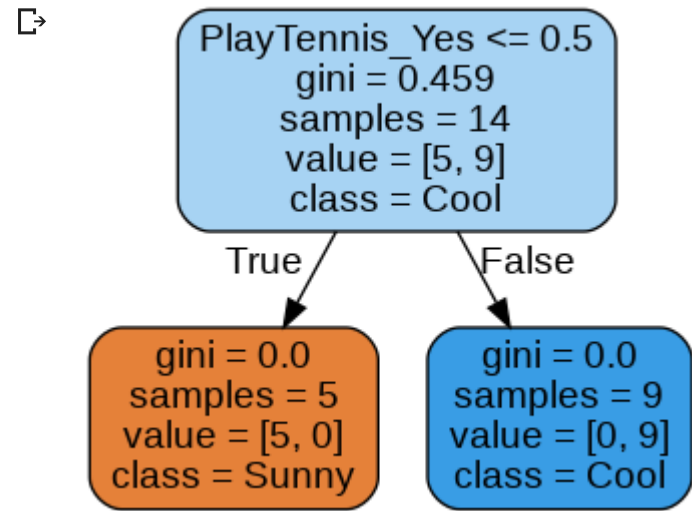 PlayTennis_Yes <= 0.5
gini = 0.459
samples = 14
value = [5, 9]
class = Cool
True
False
gini = 0.0
samples = 5
value = [5, 0]
class = Sunny
gini = 0.0
samples = 9
value = [0, 9]
class = Cool